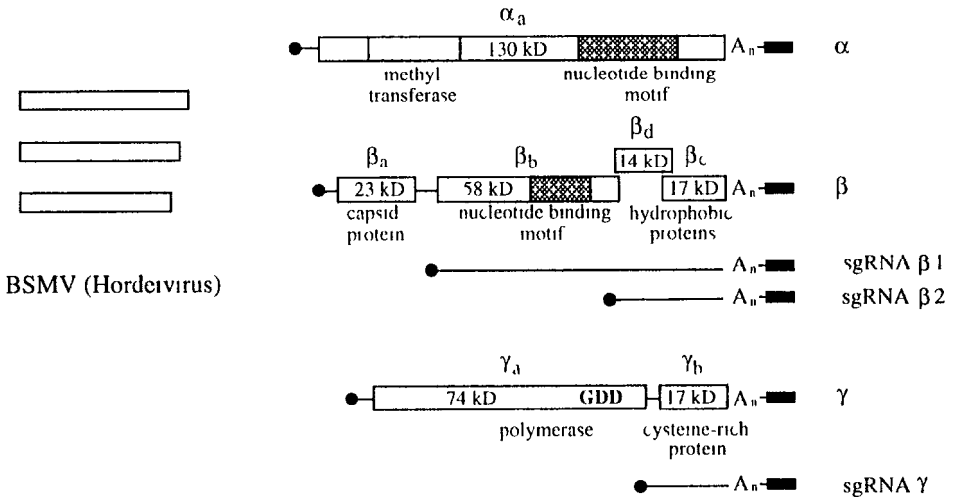 αa
130 kD
An
α
methyl
transferase
nucleotide binding
motif
βa
βb
βd
βc
23 kD
58 kD
14 kD
17 kD
An
β
capsid
protein
nucleotide binding
motif
hydrophobic
proteins
An
sgRNA β1
BSMV (Hordeivirus)
An
sgRNA β2
γa
γb
74 kD
GDD
17 kD
An
γ
polymerase
cysteine-rich
protein
An
sgRNA γ